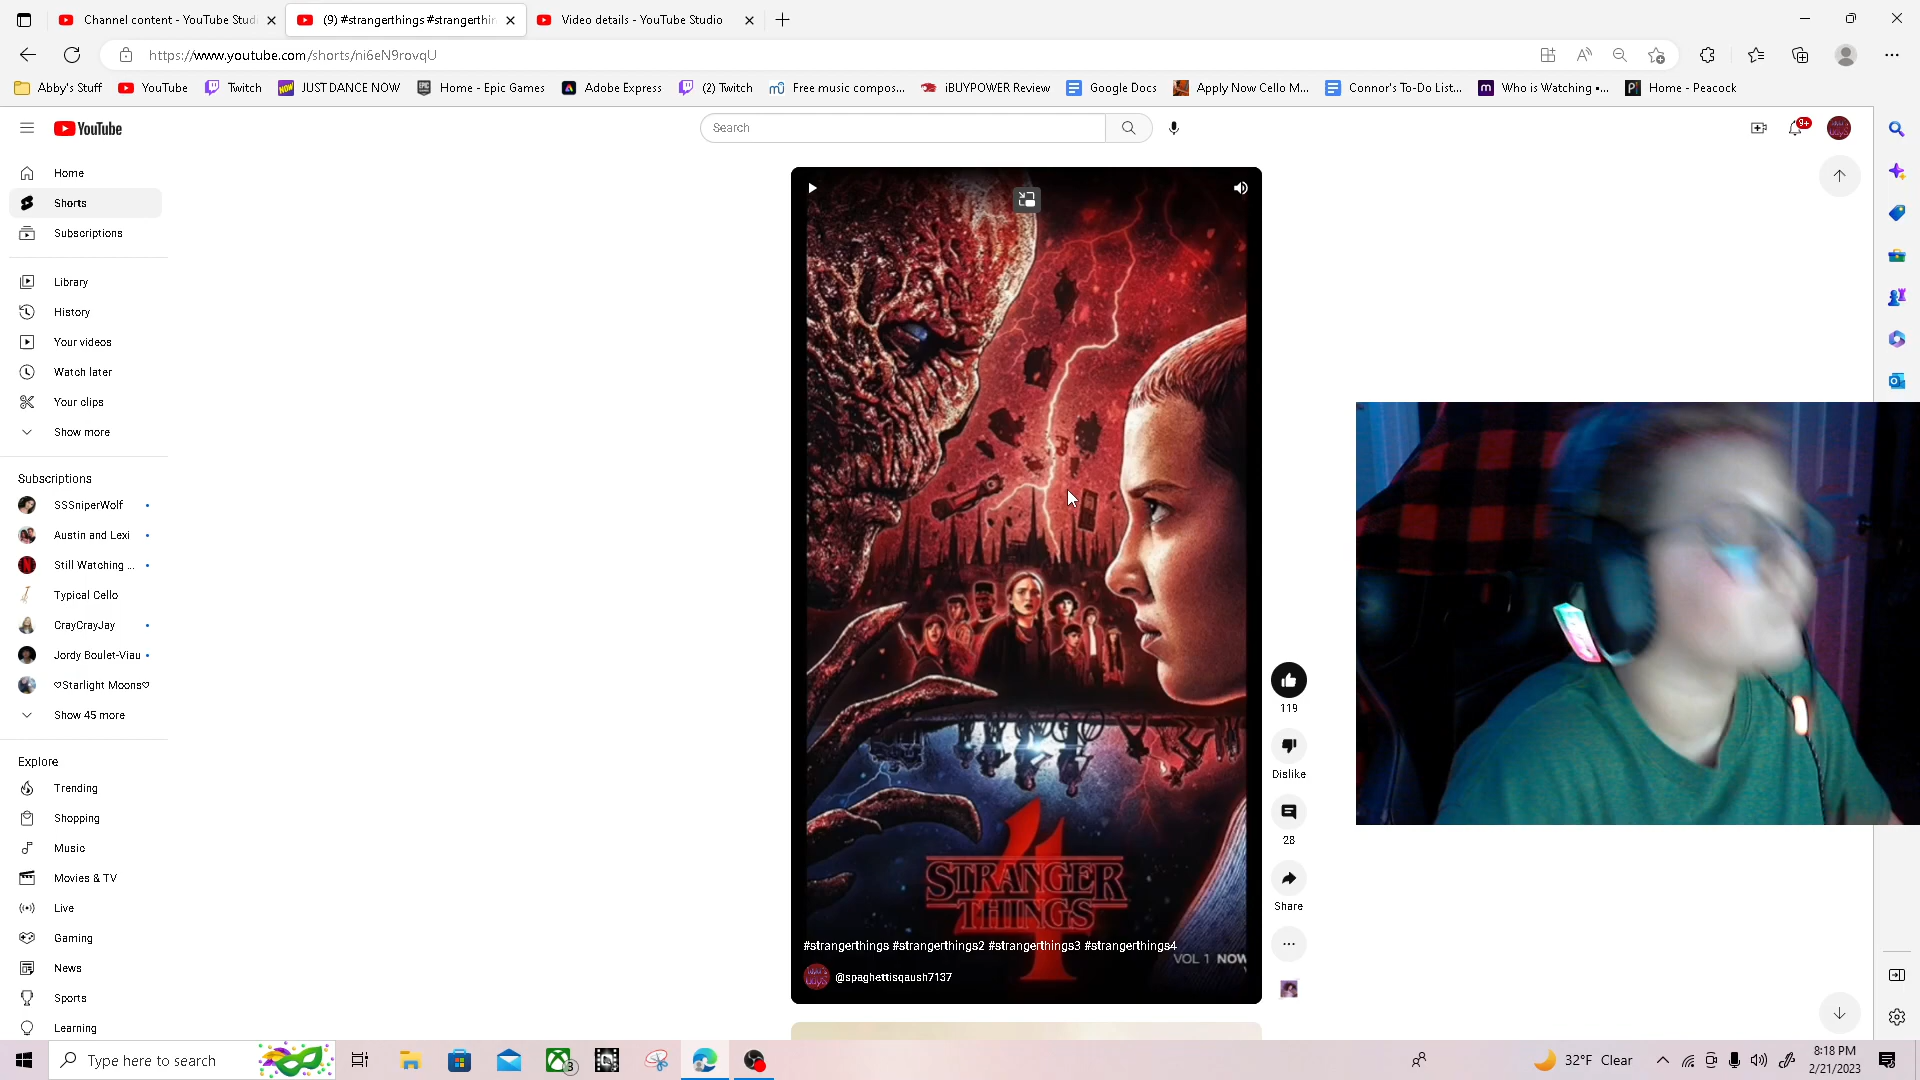 Channel content - YouTube Stud
(9) #strangerthings #strangerthin
Video details - YouTube Studio
https://www.youtube.com/shorts/ni6eN9rovqU
Abby's Stuff
YouTube
Twitch
JUST DANCE NOW
Home - Epic Games
Adobe Express
(2) Twitch
Free music compos...
iBUYPOWER Review
Google Docs
Apply Now Cello M...
Connor's To-Do List...
Who is Watching •...
Home - Peacock
YouTube
Search
9+
Home
Shorts
Subscriptions
Library
History
Your videos
Watch later
Your clips
Show more
Subscriptions
SSSniperWolf
Austin and Lexi
Still Watching ...
Typical Cello
CrayCrayJay
Jordy Boulet-Viau
♡Starlight Moons♡
Show 45 more
Explore
Trending
Shopping
Music
Movies & TV
Live
Gaming
News
Sports
Learning
4
STRANGER
THINGS
#strangerthings #strangerthings2 #strangerthings3 #strangerthings4
VOL 1 NOW
@spaghettisqaush7137
119
Dislike
28
Share
Type here to search
3
32°F Clear
8:18 PM
2/21/2023